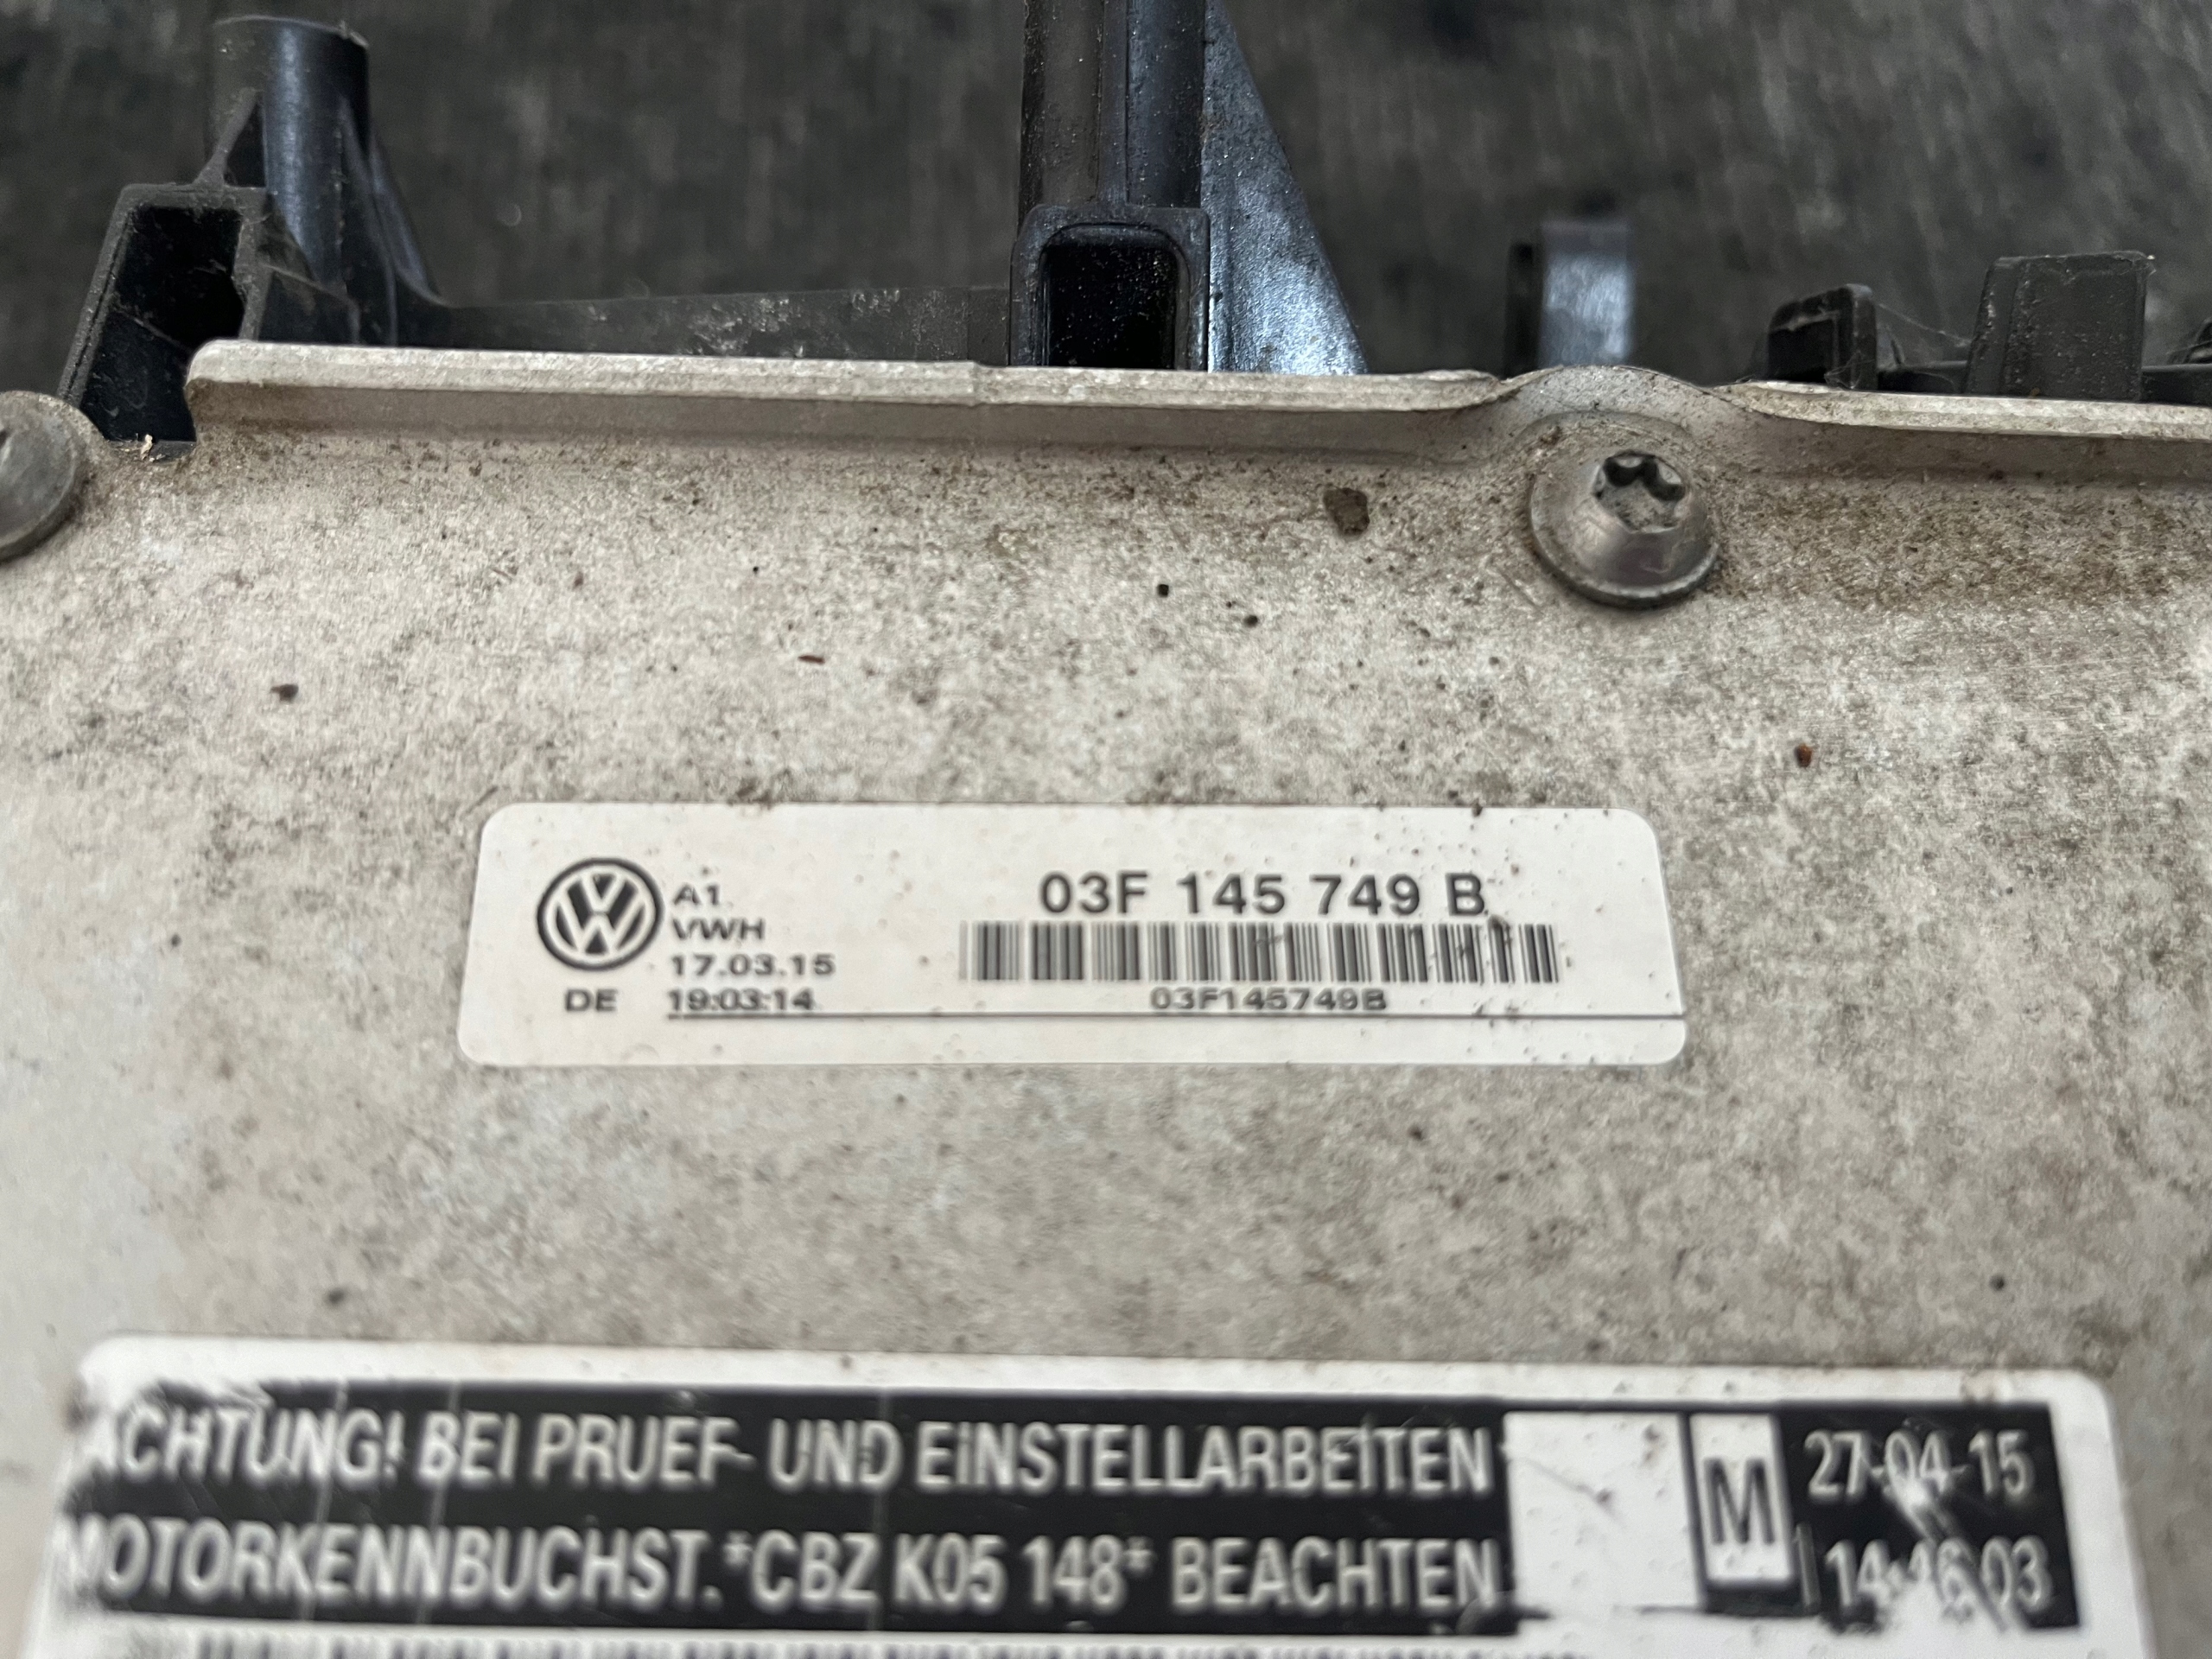 A1
VWH
17.03.15
DE 19:03:14
03F 145 749 B
03F145749B
ACHTUNG! BEI PRUEF- UND EINSTELLARBEITEN
MOTORKENNBUCHST. *CBZ K05 148* BEACHTEN
M
27-04-15
14:16:03